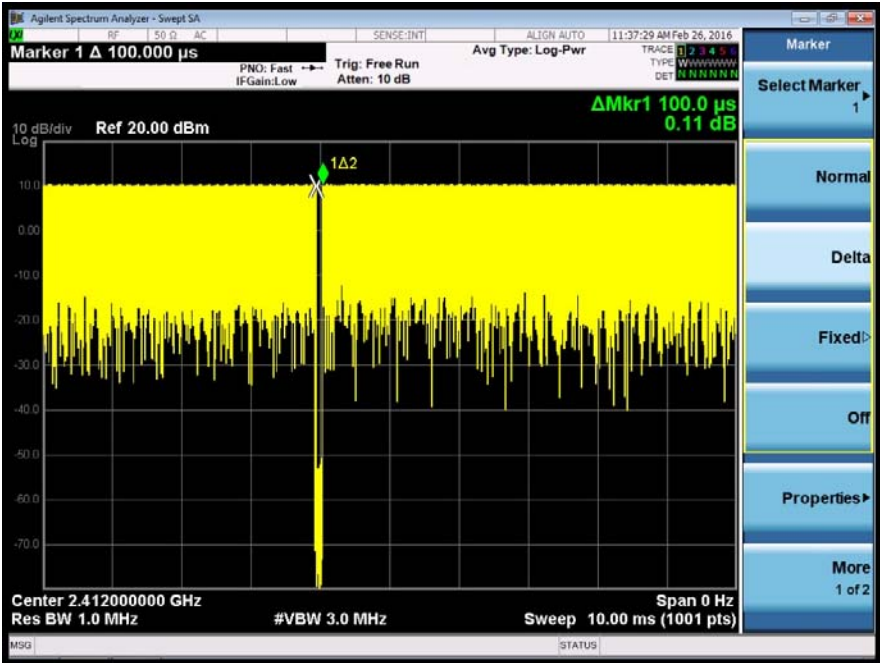 Agilent Spectrum Analyzer - Swept SA
RF 50 Ω AC SENSE:INT ALIGN AUTO 11:37:29 AM Feb 26, 2016
Marker 1 Δ 100.000 µs
PNO: Fast
IFGain:Low
Trig: Free Run
Atten: 10 dB
Avg Type: Log-Pwr
TRACE 1 2 3 4 5 6
TYPE WWWWWW
DET N N N N N N
ΔMkr1 100.0 µs
0.11 dB
10 dB/div Ref 20.00 dBm
Log
1Δ2
10.0
0.00
-10.0
-20.0
-30.0
-40.0
-50.0
-60.0
-70.0
Center 2.412000000 GHz Span 0 Hz
Res BW 1.0 MHz #VBW 3.0 MHz Sweep 10.00 ms (1001 pts)
MSG STATUS
Marker
Select Marker
1
Normal
Delta
Fixed
Off
Properties
More
1 of 2